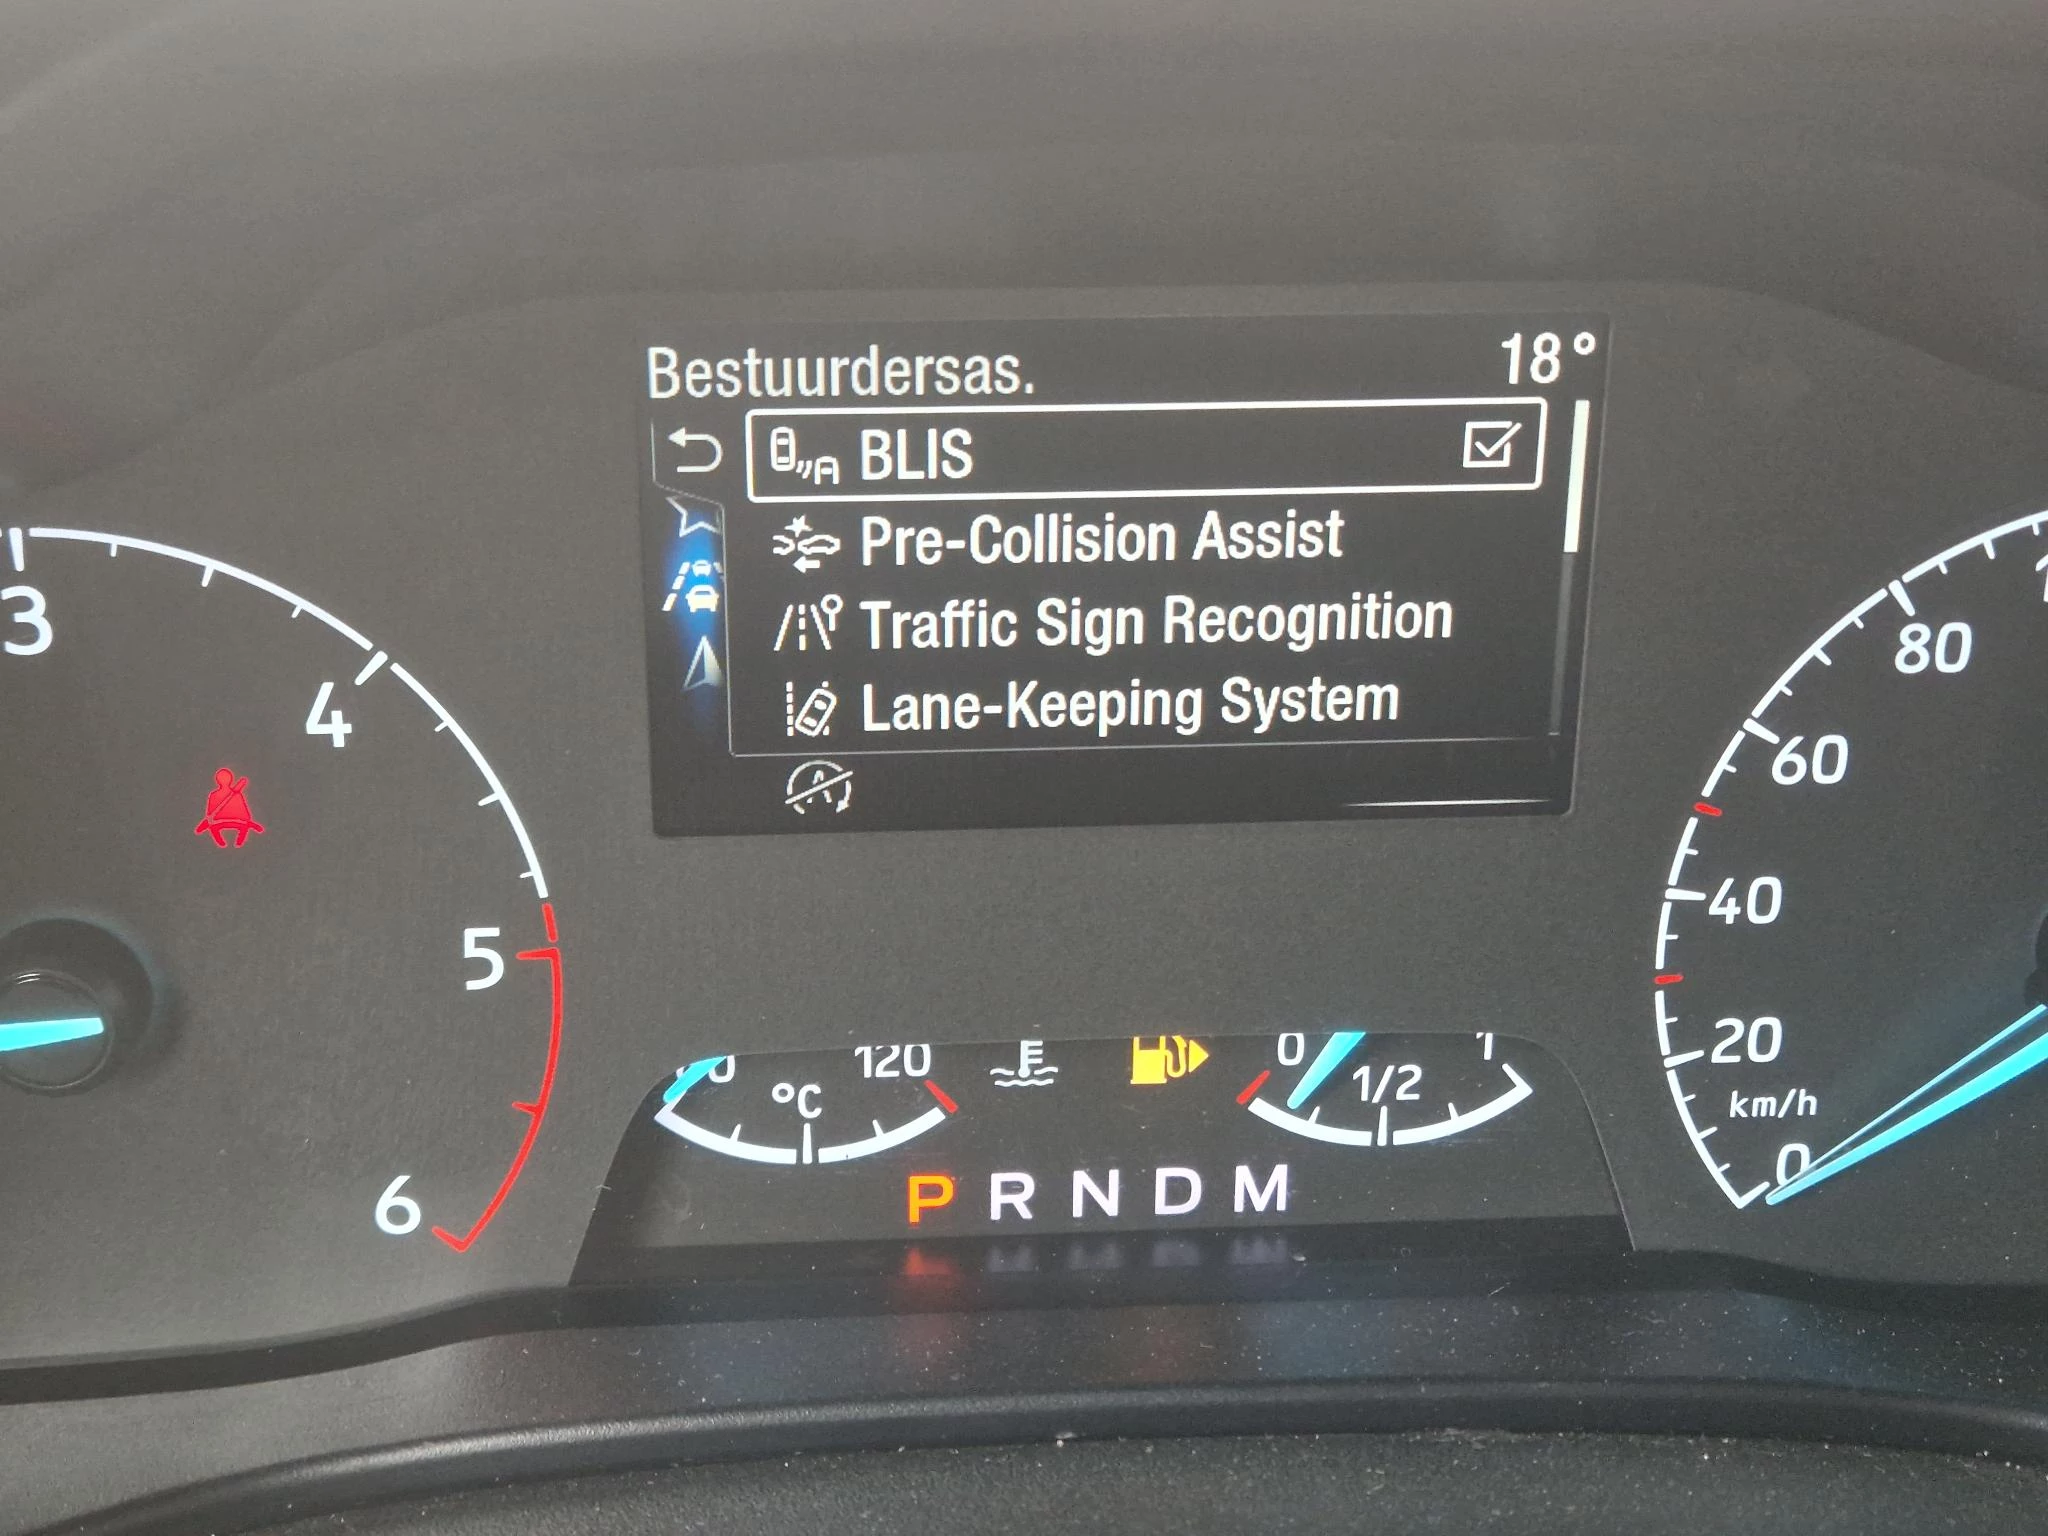 Bestuurdersas. 18°
BLIS
Pre-Collision Assist
Traffic Sign Recognition
Lane-Keeping System
3
4
5
6
80
60
40
20
km/h
0
120
°C
0
1/2
1
P R N D M